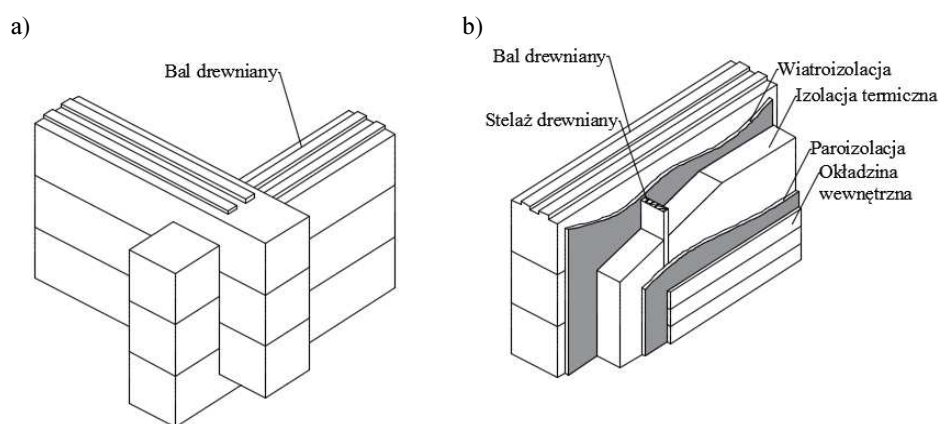 a)
Bal drewniany
b)
Bal drewniany
Wiatroizolacja
Izolacja termiczna
Stelaż drewniany
Paroizolacja
Okładzina
wewnętrzna